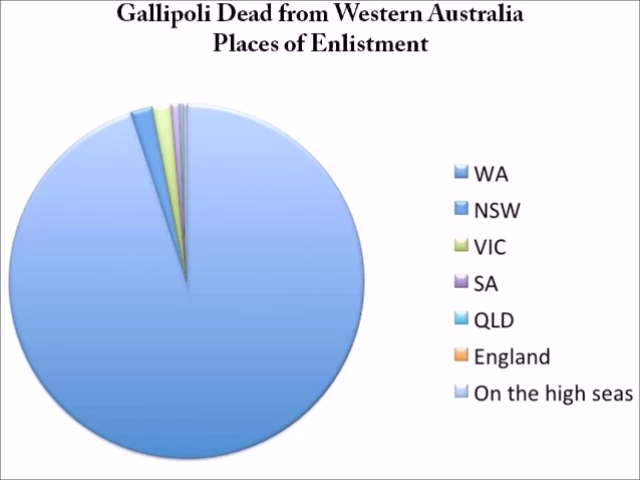 Gallipoli Dead from Western Australia
Places of Enlistment
WA
NSW
VIC
SA
QLD
England
On the high seas